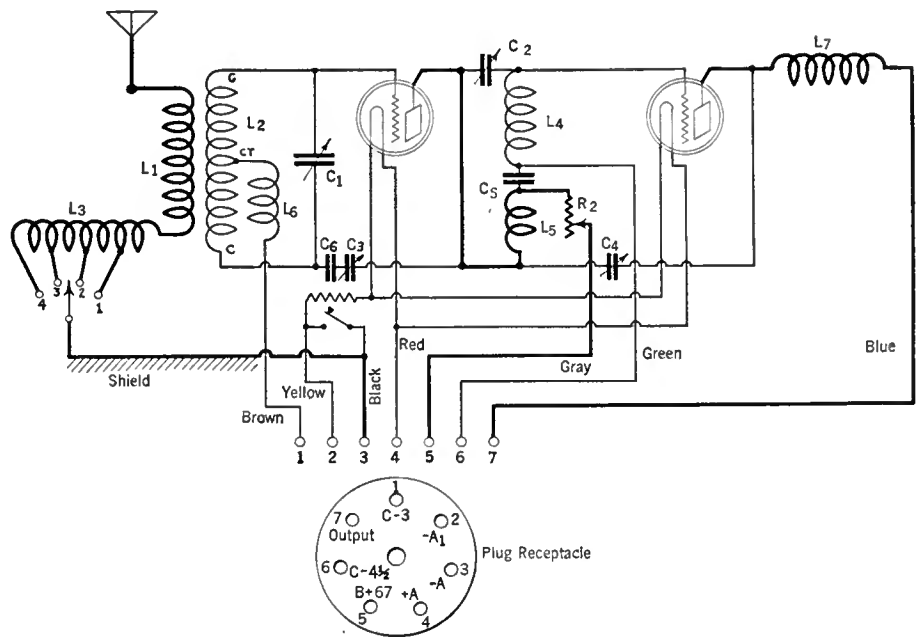 C2
L7
G
L2
L4
CT
L1
C1
L3
L6
CS
R2
L5
C
C6 C3
C4
4 3 2 1
Red
Green
Blue
Shield
Gray
Yellow
Black
Brown
1 2 3 4 5 6 7
1
C-3
7
Output
2
-A1
Plug Receptacle
6
C-4½
3
-A
B+67
+A
5
4